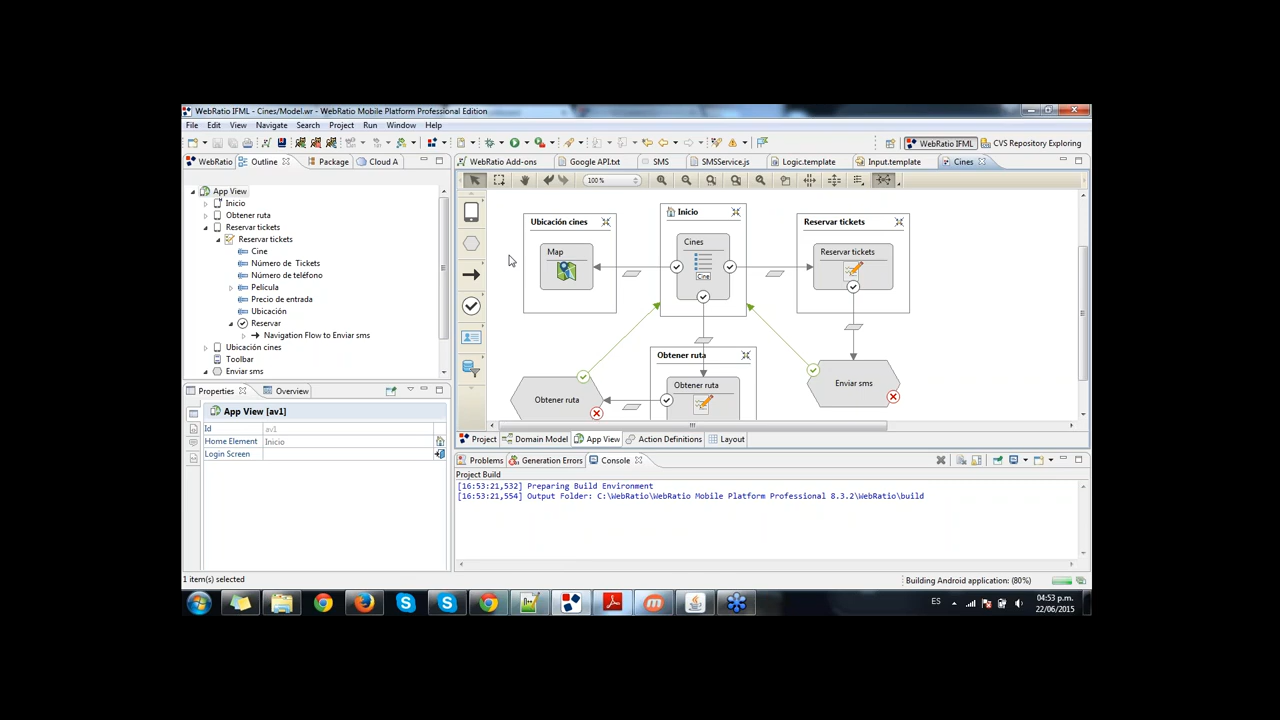 WebRatio IFML - Cines/Model.wr - WebRatio Mobile Platform Professional Edition
File Edit View Navigate Search Project Run Window Help
WebRatio IFML CVS Repository Exploring
WebRatio Outline Package Cloud A
WebRatio Add-ons Google API.txt SMS SMSService.js Logic.template Input.template Cines
100 %
App View
Inicio
Obtener ruta
Reservar tickets
Reservar tickets
Cine
Número de Tickets
Número de teléfono
Película
Precio de entrada
Ubicación
Reservar
Navigation Flow to Enviar sms
Ubicación cines
Toolbar
Enviar sms
Ubicación cines
Map
Inicio
Cines
Cine
Reservar tickets
Reservar tickets
Obtener ruta
Obtener ruta
Obtener ruta
Enviar sms
Project Domain Model App View Action Definitions Layout
Properties Overview
App View [av1]
Id av1
Home Element Inicio
Login Screen
Problems Generation Errors Console
Project Build
[16:53:21,532] Preparing Build Environment
[16:53:21,554] Output Folder: C:\WebRatio\WebRatio Mobile Platform Professional 8.3.2\WebRatio\build
1 item(s) selected
Building Android application: (80%)
ES
04:53 p.m.
22/06/2015